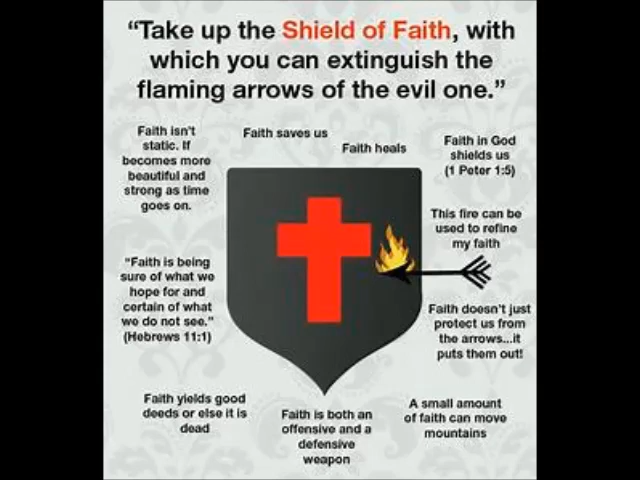 “Take up the Shield of Faith, with
which you can extinguish the
flaming arrows of the evil one.”
Faith isn't
static. If
becomes more
beautiful and
strong as time
goes on.
Faith saves us
Faith heals
Faith in God
shields us
(1 Peter 1:5)
This fire can be
used to refine
my faith
“Faith is being
sure of what we
hope for and
certain of what
we do not see.”
(Hebrews 11:1)
Faith doesn't just
protect us from
the arrows...it
puts them out!
Faith yields good
deeds or else it is
dead
Faith is both an
offensive and a
defensive
weapon
A small amount
of faith can move
mountains